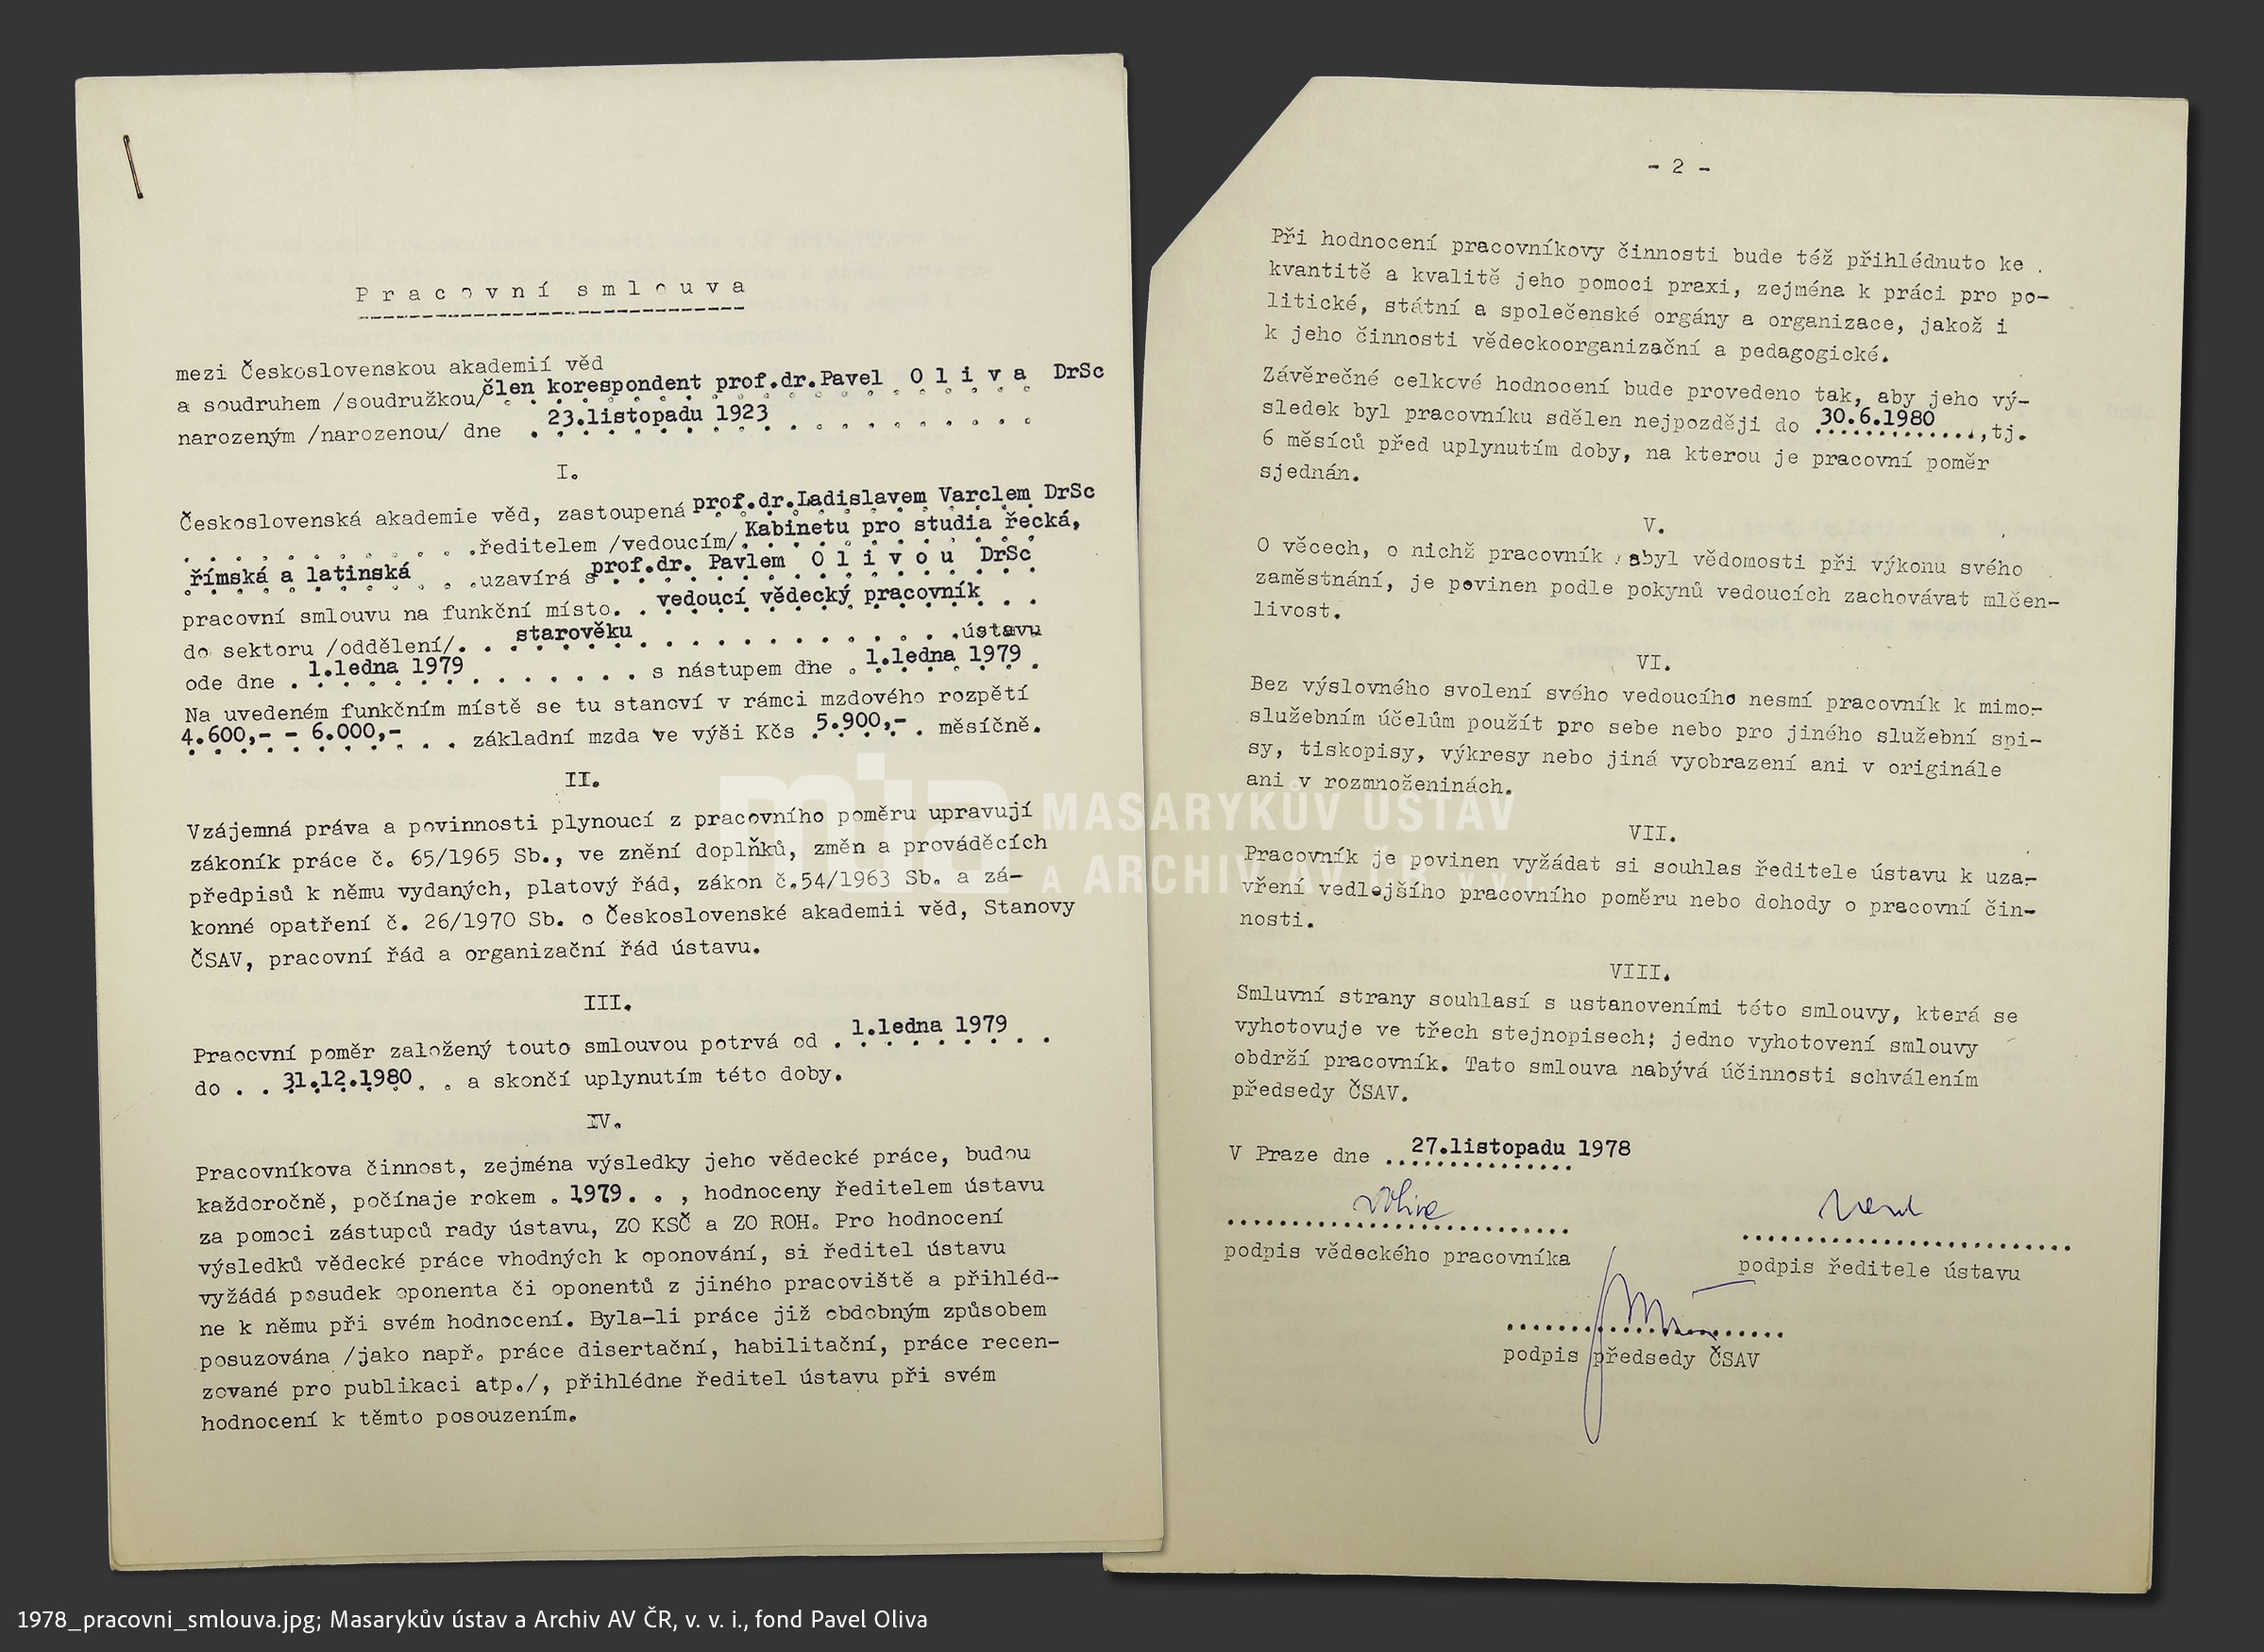 P r a c o v n í  s m l o u v a
mezi Československou akademií věd
a soudruhem /soudružkou/ člen korespondent prof.dr.Pavel O l i v a DrSc
narozeným /narozenou/ dne 23.listopadu 1923
I.
Československá akademie věd, zastoupená prof.dr.Ladislavem Varclem DrSc
. . . . . . . . . .ředitelem /vedoucím/ Kabinetu pro studia řecká,
římská a latinská . . .uzavírá s prof.dr. Pavlem O l i v o u DrSc
pracovní smlouvu na funkční místo. . vedoucí vědecký pracovník . .
do sektoru /oddělení/. . starověku . . . . . . . . . . .ústavu
ode dne . 1.ledna 1979 . . . . . . s nástupem dne . 1.ledna 1979 .
Na uvedeném funkčním místě se tu stanoví v rámci mzdového rozpětí
4.600,- - 6.000,- . . základní mzda ve výši Kčs 5.900,- . měsíčně.
II.
Vzájemná práva a povinnosti plynoucí z pracovního poměru upravují
zákoník práce č. 65/1965 Sb., ve znění doplňků, změn a prováděcích
předpisů k němu vydaných, platový řád, zákon č.54/1963 Sb. a zá-
konné opatření č. 26/1970 Sb. o Československé akademii věd, Stanovy
ČSAV, pracovní řád a organizační řád ústavu.
III.
Praocvní poměr založený touto smlouvou potrvá od . 1.ledna 1979 . .
do . . 31.12.1980. . a skončí uplynutím této doby.
IV.
Pracovníkova činnost, zejména výsledky jeho vědecké práce, budou
každoročně, počínaje rokem . 1979. . , hodnoceny ředitelem ústavu
za pomoci zástupců rady ústavu, ZO KSČ a ZO ROH. Pro hodnocení
výsledků vědecké práce vhodných k oponování, si ředitel ústavu
vyžádá posudek oponenta či oponentů z jiného pracoviště a přihléd-
ne k němu při svém hodnocení. Byla-li práce již obdobným způsobem
posuzována /jako např. práce disertační, habilitační, práce recen-
zované pro publikaci atp./, přihlédne ředitel ústavu při svém
hodnocení k těmto posouzením.
- 2 -
Při hodnocení pracovníkovy činnosti bude též přihlédnuto ke
kvantitě a kvalitě jeho pomoci praxi, zejména k práci pro po-
litické, státní a společenské orgány a organizace, jakož i
k jeho činnosti vědeckoorganizační a pedagogické.
Závěrečné celkové hodnocení bude provedeno tak, aby jeho vý-
sledek byl pracovníku sdělen nejpozději do 30.6.1980 ..,tj.
6 měsíců před uplynutím doby, na kterou je pracovní poměr
sjednán.
V.
O věcech, o nichž pracovník nabyl vědomosti při výkonu svého
zaměstnání, je povinen podle pokynů vedoucích zachovávat mlčen-
livost.
VI.
Bez výslovného svolení svého vedoucího nesmí pracovník k mimo-
služebním účelům použít pro sebe nebo pro jiného služební spi-
sy, tiskopisy, výkresy nebo jiná vyobrazení ani v originále
ani v rozmnoženinách.
VII.
Pracovník je povinen vyžádat si souhlas ředitele ústavu k uza-
vření vedlejšího pracovního poměru nebo dohody o pracovní čin-
nosti.
VIII.
Smluvní strany souhlasí s ustanoveními této smlouvy, která se
vyhotovuje ve třech stejnopisech; jedno vyhotovení smlouvy
obdrží pracovník. Tato smlouva nabývá účinnosti schválením
předsedy ČSAV.
V Praze dne 27.listopadu 1978
Oliva
podpis vědeckého pracovníka
podpis ředitele ústavu
podpis předsedy ČSAV
mia MASARYKŮV ÚSTAV
A ARCHIV AV ČR v v i
1978_pracovni_smlouva.jpg; Masarykův ústav a Archiv AV ČR, v. v. i., fond Pavel Oliva